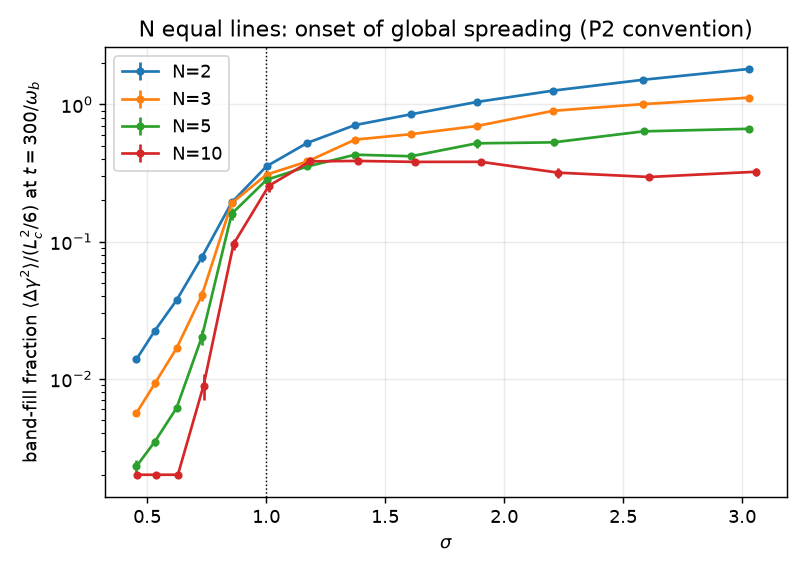 N equal lines: onset of global spreading (P2 convention)
band-fill fraction ⟨Δγ²⟩/(L_c²/6) at t = 300/ω_b
N=2
N=3
N=5
N=10
10⁰
10⁻¹
10⁻²
0.5 1.0 1.5 2.0 2.5 3.0
σ